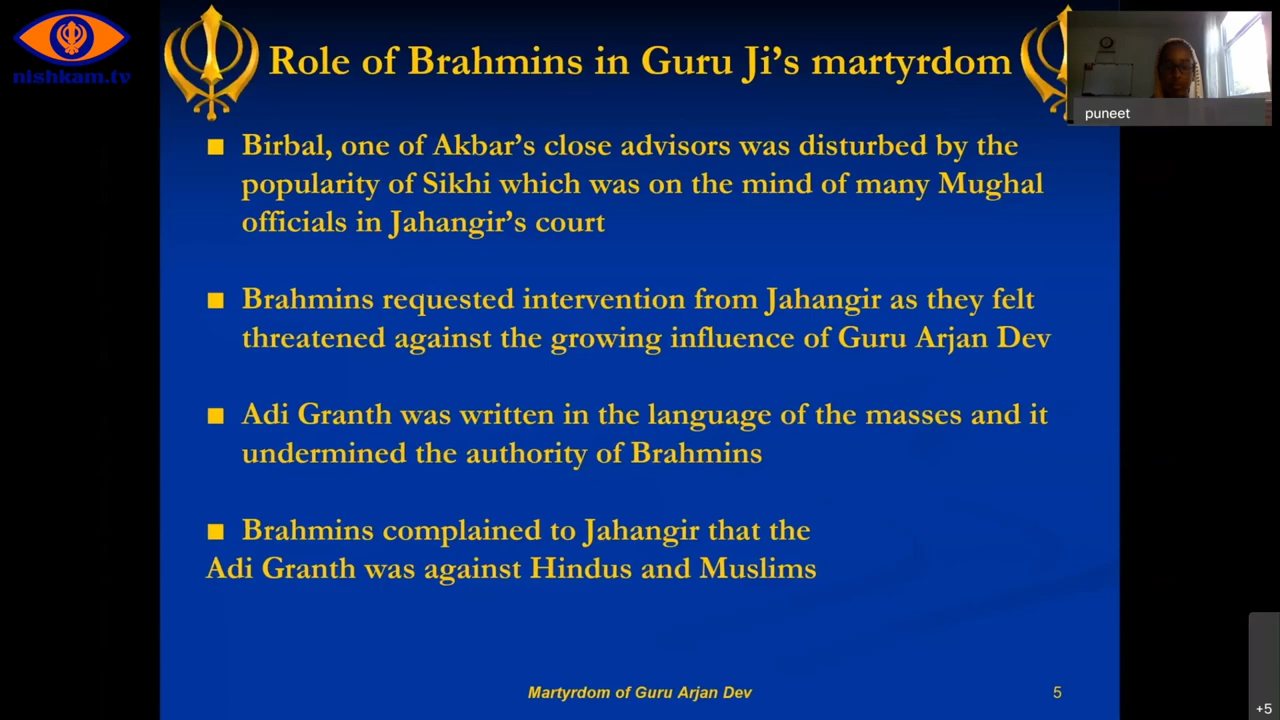 nishkam.tv
Role of Brahmins in Guru Ji's martyrdom
puneet
Birbal, one of Akbar's close advisors was disturbed by the
popularity of Sikhi which was on the mind of many Mughal
officials in Jahangir's court
Brahmins requested intervention from Jahangir as they felt
threatened against the growing influence of Guru Arjan Dev
Adi Granth was written in the language of the masses and it
undermined the authority of Brahmins
Brahmins complained to Jahangir that the
Adi Granth was against Hindus and Muslims
Martyrdom of Guru Arjan Dev
5
+5